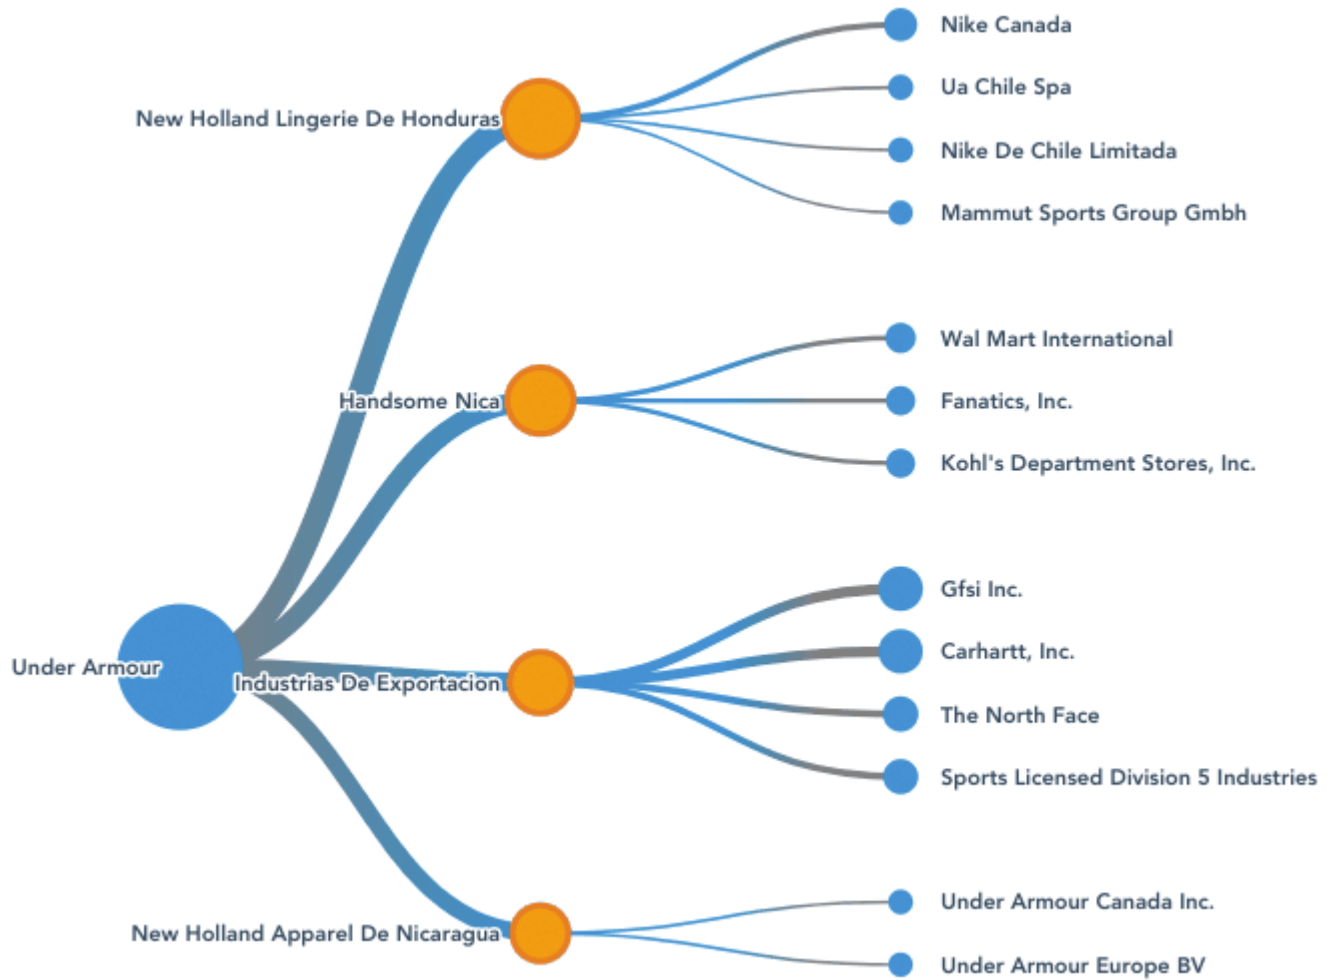 Nike Canada
New Holland Lingerie De Honduras
Ua Chile Spa
Nike De Chile Limitada
Mammut Sports Group Gmbh
Wal Mart International
Handsome Nica
Fanatics, Inc.
Kohl's Department Stores, Inc.
Gfsi Inc.
Carhartt, Inc.
Under Armour
Industrias De Exportacion
The North Face
Sports Licensed Division 5 Industries
Under Armour Canada Inc.
New Holland Apparel De Nicaragua
Under Armour Europe BV